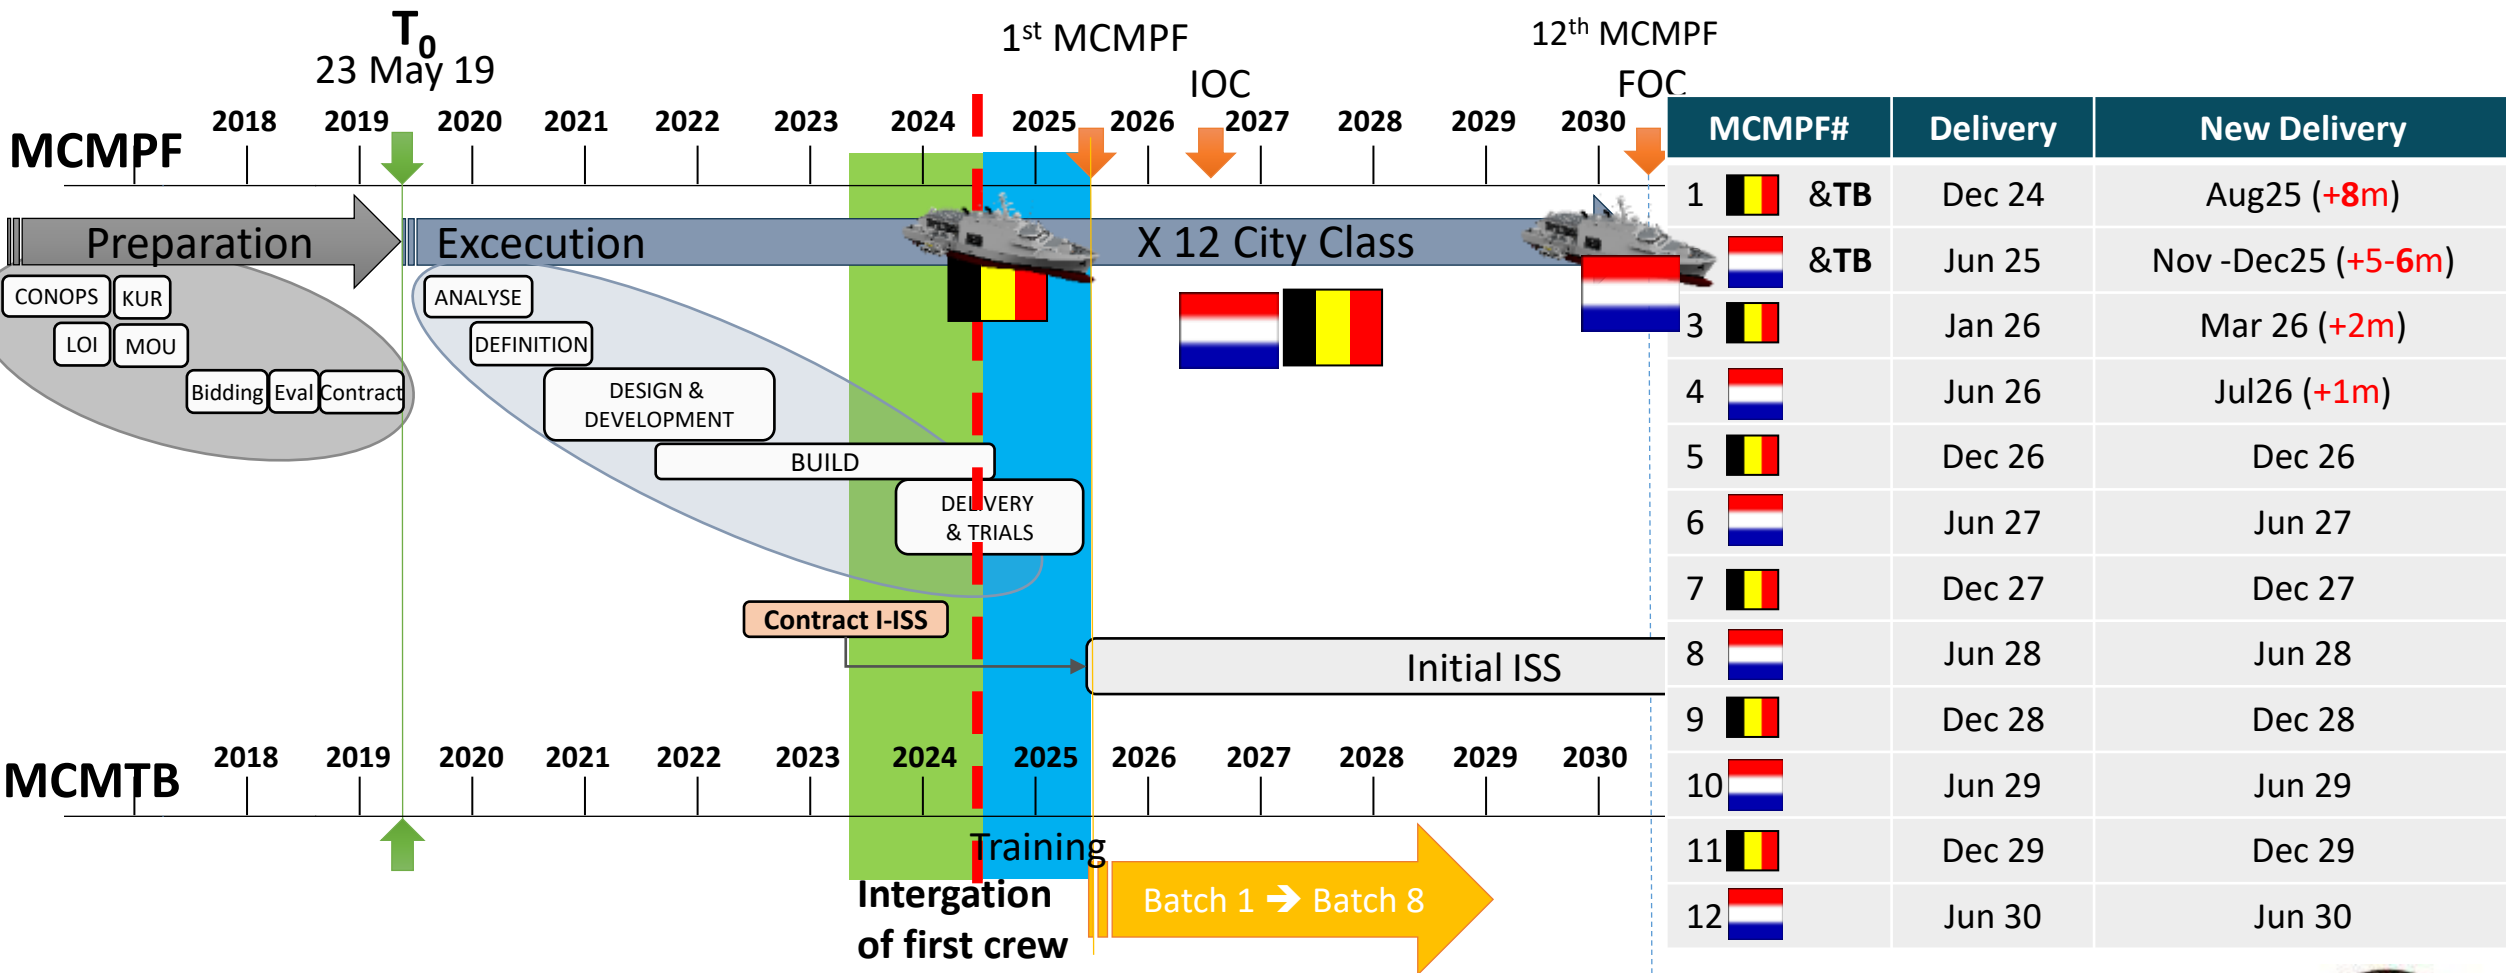 T0
23 May 19
1st MCMPF
IOC
12th MCMPF
FOC
MCMPF
2018 2019 2020 2021 2022 2023 2024 2025 2026 2027 2028 2029 2030
Preparation
Excecution
X 12 City Class
CONOPS
KUR
LOI
MOU
Bidding
Eval
Contract
ANALYSE
DEFINITION
DESIGN &
DEVELOPMENT
BUILD
DELIVERY
& TRIALS
Contract I-ISS
Initial ISS
MCMTB
2018 2019 2020 2021 2022 2023 2024 2025 2026 2027 2028 2029 2030
Training
Intergation
of first crew
Batch 1 ➔ Batch 8
MCMPF# Delivery New Delivery
1 &TB Dec 24 Aug25 (+8m)
&TB Jun 25 Nov -Dec25 (+5-6m)
3 Jan 26 Mar 26 (+2m)
4 Jun 26 Jul26 (+1m)
5 Dec 26 Dec 26
6 Jun 27 Jun 27
7 Dec 27 Dec 27
8 Jun 28 Jun 28
9 Dec 28 Dec 28
10 Jun 29 Jun 29
11 Dec 29 Dec 29
12 Jun 30 Jun 30